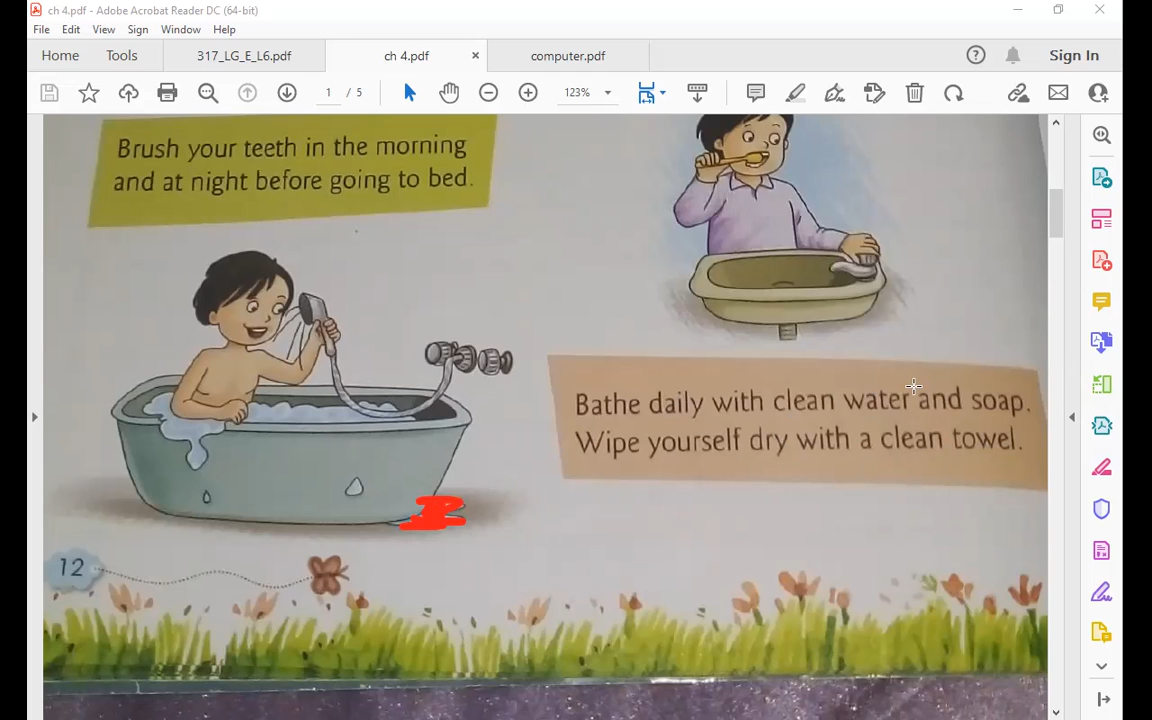 ch 4.pdf - Adobe Acrobat Reader DC (64-bit)
File Edit View Sign Window Help
Home Tools 317_LG_E_L6.pdf ch 4.pdf × computer.pdf Sign In
1 / 5 123%
Brush your teeth in the morning
and at night before going to bed.
Bathe daily with clean water and soap.
Wipe yourself dry with a clean towel.
12